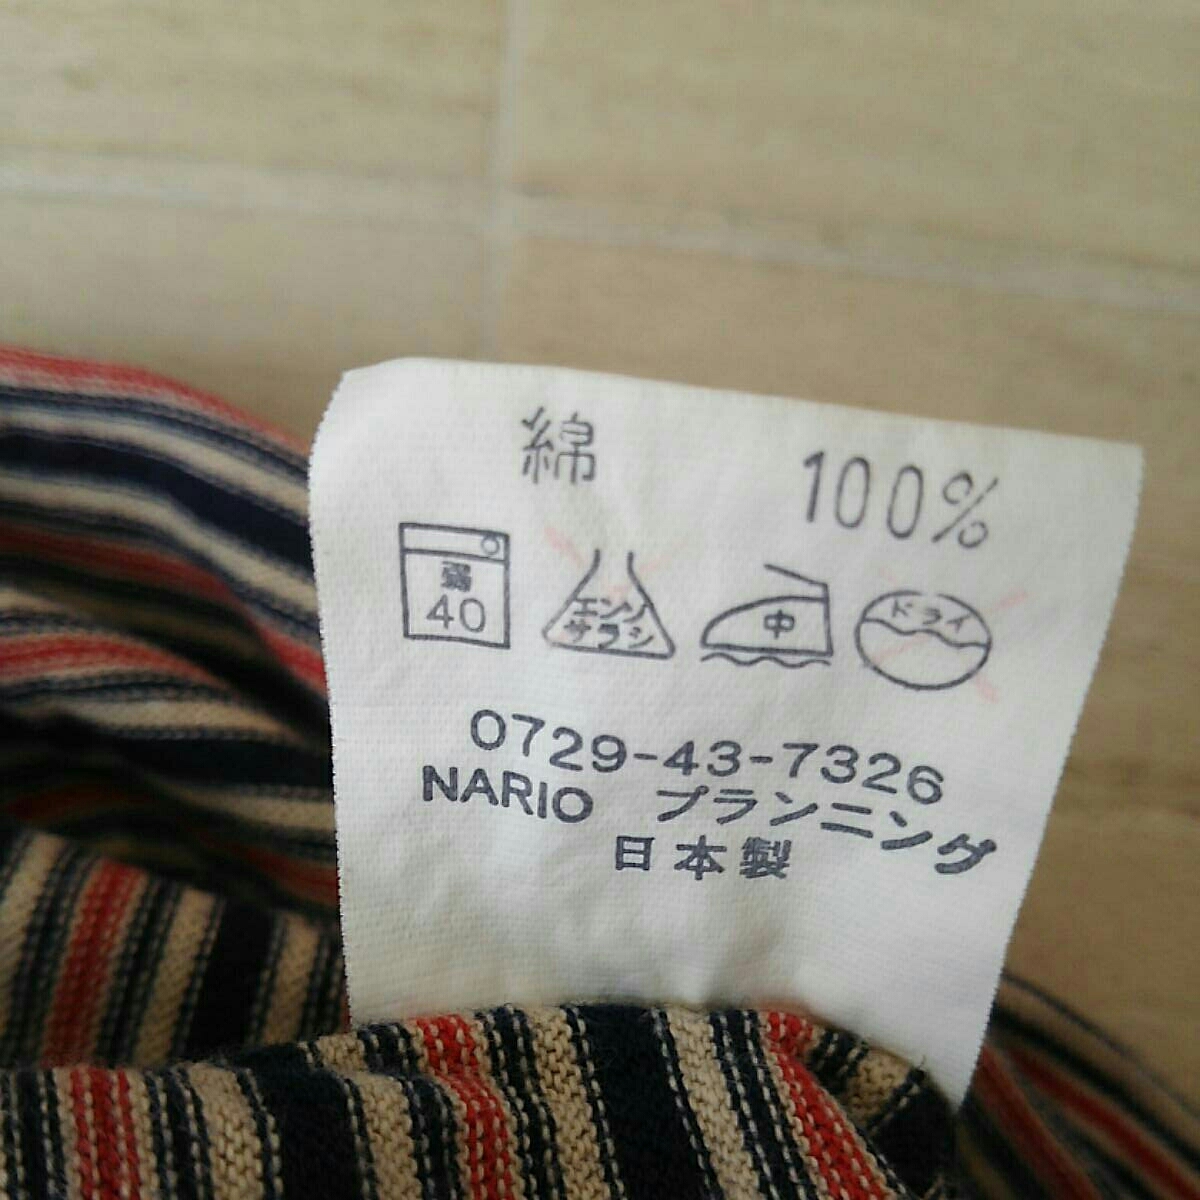 綿 100%
弱 40 エンソサラシ 中 ドライ
0729-43-7326
NARIO プランニング
日本製